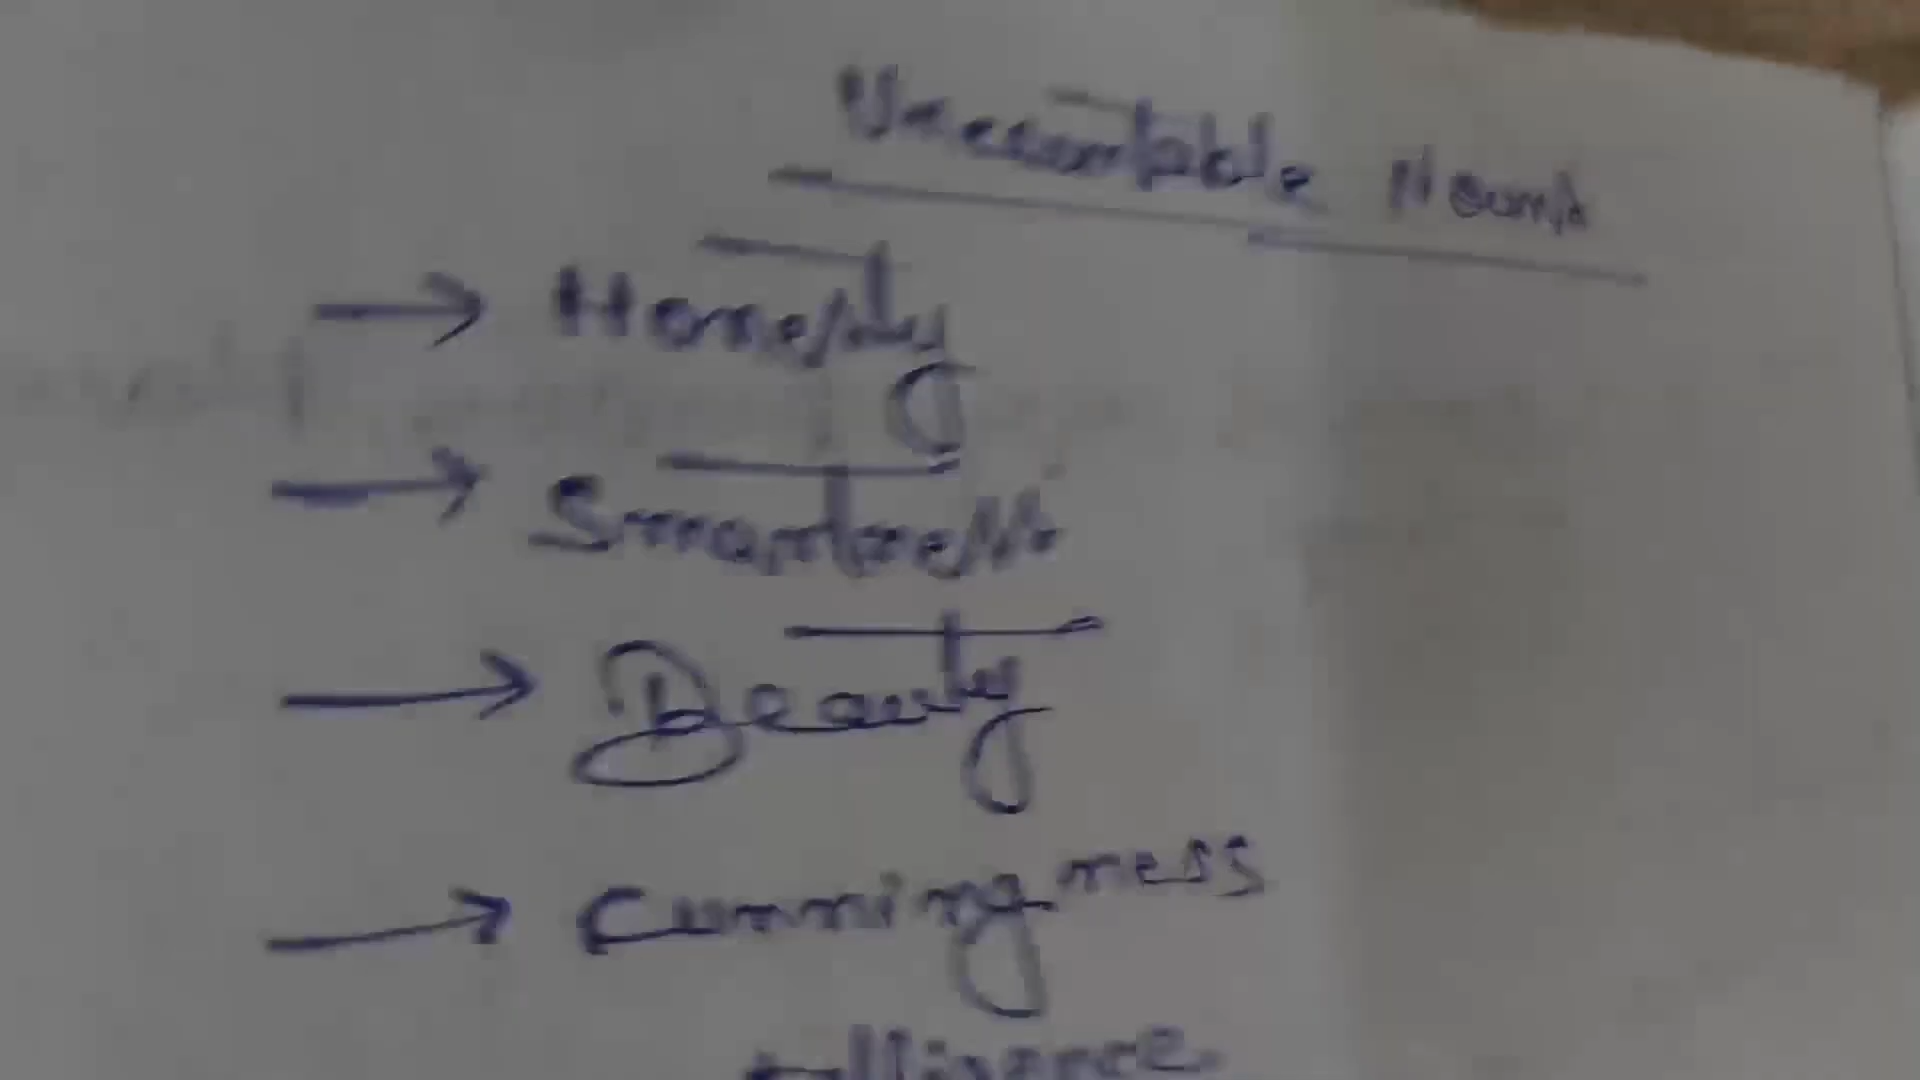 Uncountable Nouns
→ Honesty
→ Smartness
→ Beauty
→ Cunningness